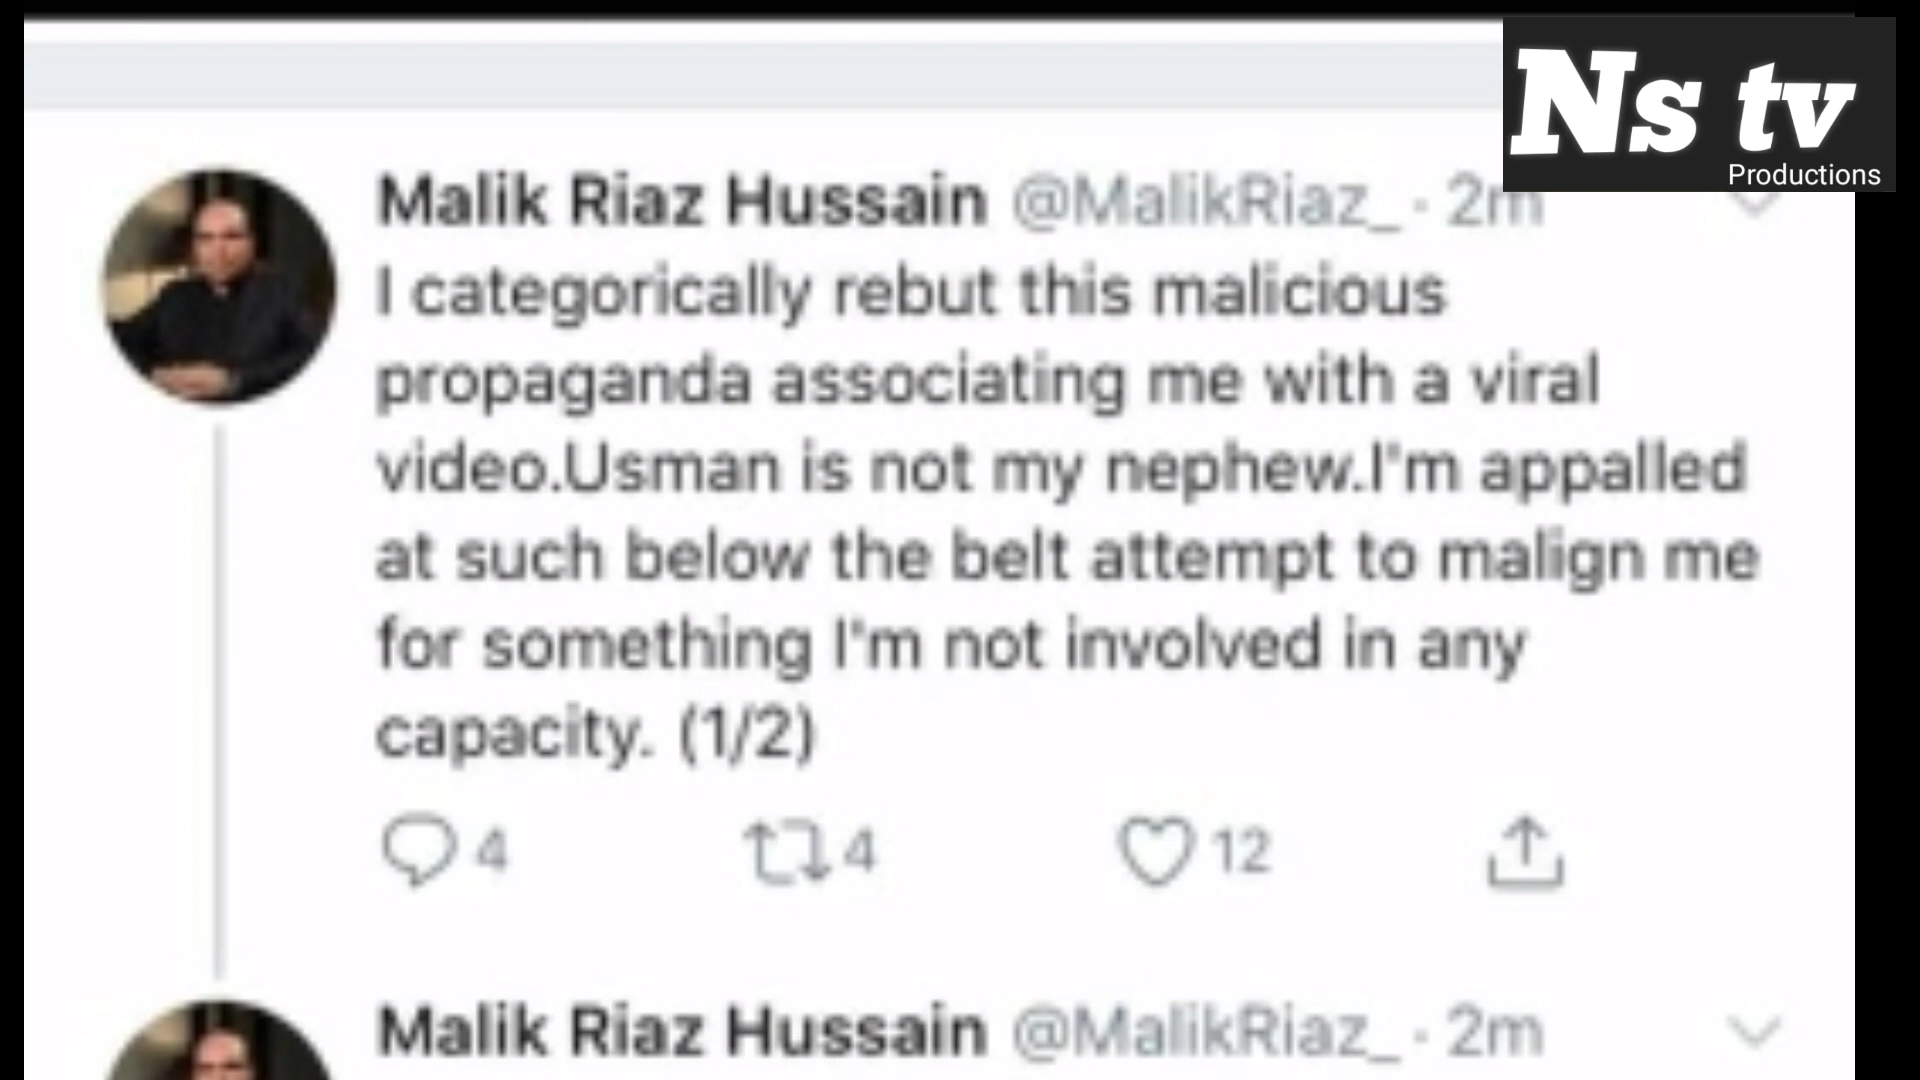 Ns tv
Productions
Malik Riaz Hussain @MalikRiaz_ · 2m
I categorically rebut this malicious
propaganda associating me with a viral
video.Usman is not my nephew.I'm appalled
at such below the belt attempt to malign me
for something I'm not involved in any
capacity. (1/2)
4 4 12
Malik Riaz Hussain @MalikRiaz_ · 2m